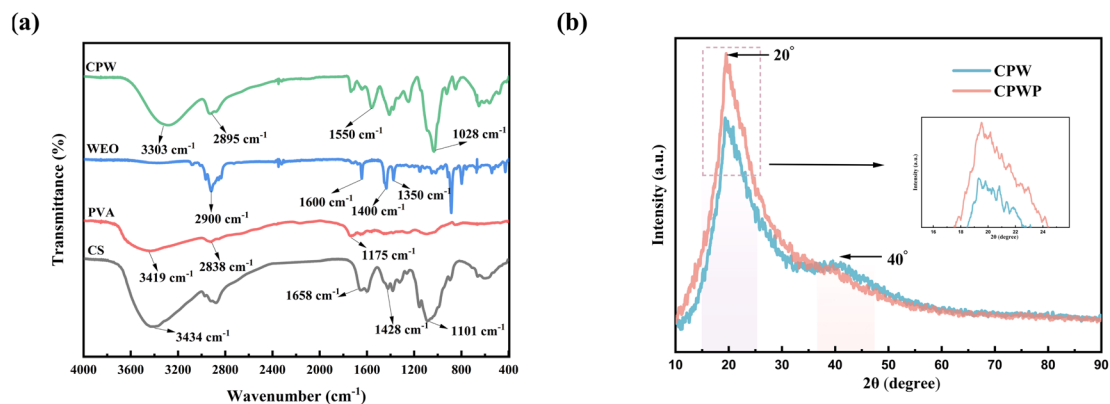 (a)
CPW
3303 cm⁻¹
2895 cm⁻¹
1550 cm⁻¹
1028 cm⁻¹
WEO
2900 cm⁻¹
1600 cm⁻¹
1400 cm⁻¹
1350 cm⁻¹
PVA
3419 cm⁻¹
2838 cm⁻¹
1175 cm⁻¹
CS
3434 cm⁻¹
1658 cm⁻¹
1428 cm⁻¹
1101 cm⁻¹
Transmittance (%)
4000 3600 3200 2800 2400 2000 1600 1200 800 400
Wavenumber (cm⁻¹)
(b)
20°
CPW
CPWP
40°
Intensity (a.u.)
10 20 30 40 50 60 70 80 90
2θ (degree)
Intensity (a.u.)
16 18 20 22 24
2θ (degree)